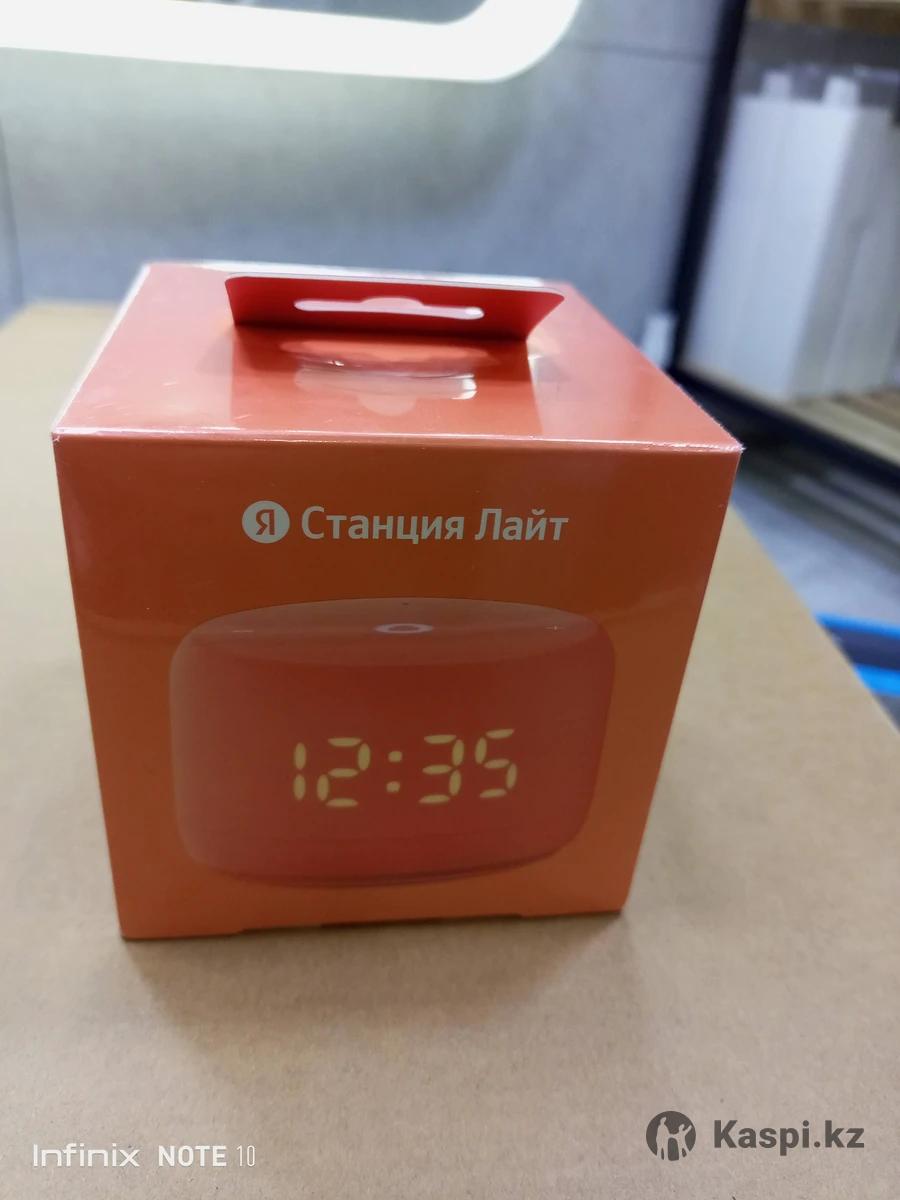 Я Станция Лайт
- +
12:35
Kaspi.kz
Infinix NOTE 10